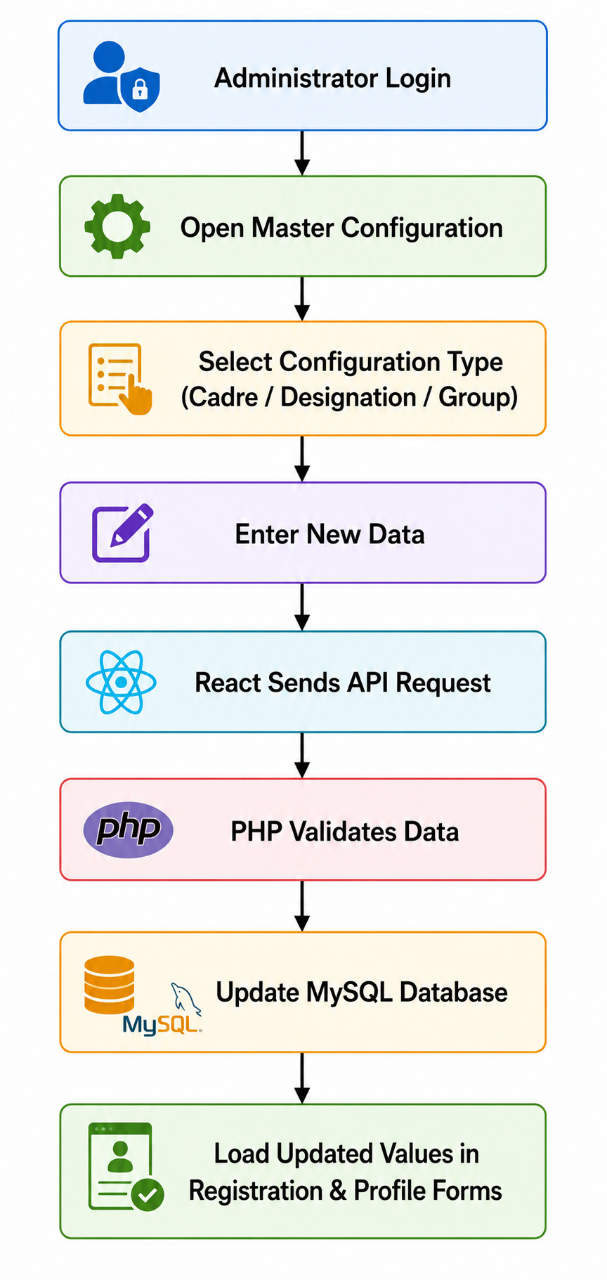 Administrator Login
Open Master Configuration
Select Configuration Type
(Cadre / Designation / Group)
Enter New Data
React Sends API Request
php
PHP Validates Data
Update MySQL Database
MySQL.
Load Updated Values in
Registration & Profile Forms